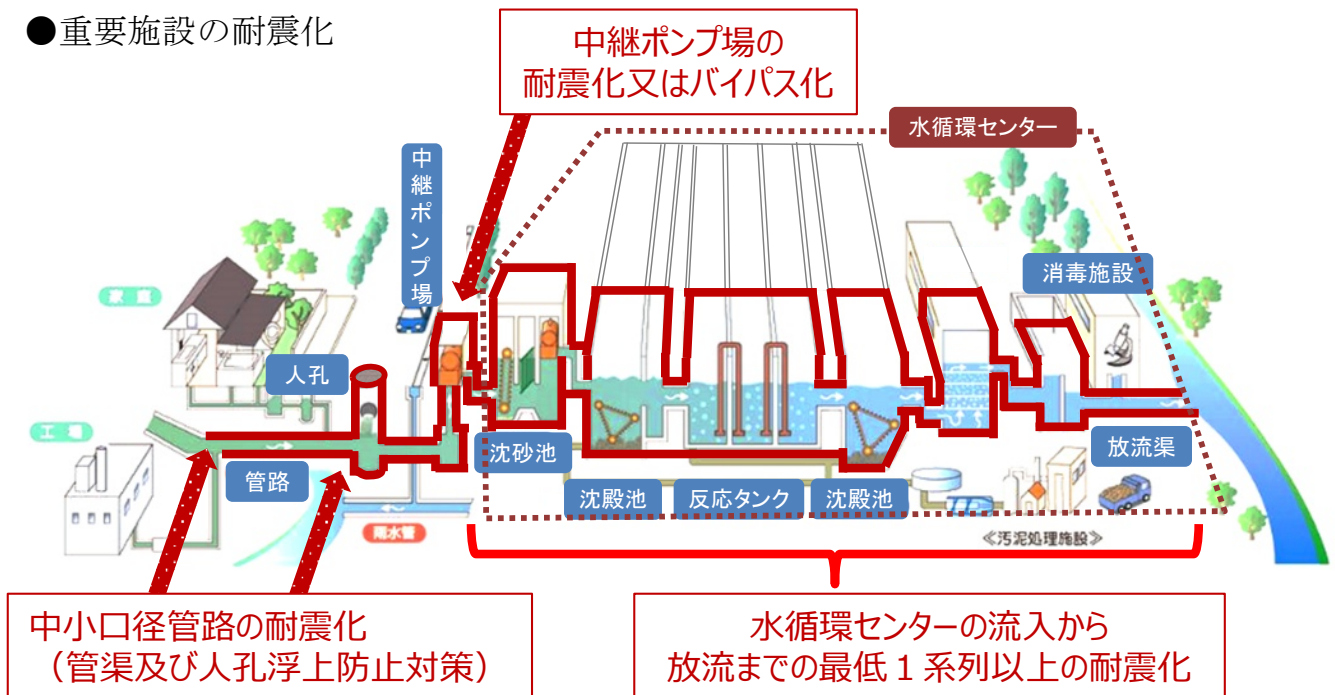 ●重要施設の耐震化
中継ポンプ場の
耐震化又はバイパス化
水循環センター
中継ポンプ場
消毒施設
家庭
人孔
工場
管路
沈砂池
放流渠
沈殿池
反応タンク
沈殿池
雨水管
≪汚泥処理施設≫
中小口径管路の耐震化
（管渠及び人孔浮上防止対策）
水循環センターの流入から
放流までの最低１系列以上の耐震化